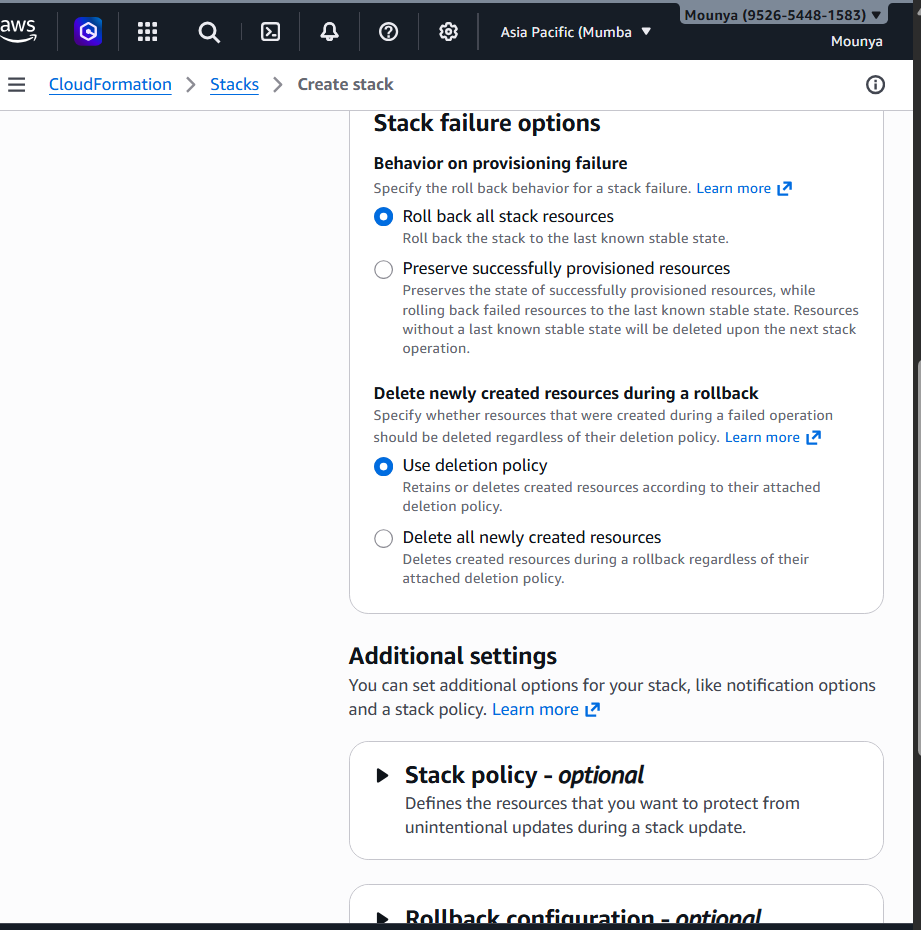 aws
Asia Pacific (Mumba
Mounya (9526-5448-1583)
Mounya
CloudFormation
Stacks
Create stack
Stack failure options
Behavior on provisioning failure
Specify the roll back behavior for a stack failure. Learn more
Roll back all stack resources
Roll back the stack to the last known stable state.
Preserve successfully provisioned resources
Preserves the state of successfully provisioned resources, while
rolling back failed resources to the last known stable state. Resources
without a last known stable state will be deleted upon the next stack
operation.
Delete newly created resources during a rollback
Specify whether resources that were created during a failed operation
should be deleted regardless of their deletion policy. Learn more
Use deletion policy
Retains or deletes created resources according to their attached
deletion policy.
Delete all newly created resources
Deletes created resources during a rollback regardless of their
attached deletion policy.
Additional settings
You can set additional options for your stack, like notification options
and a stack policy. Learn more
Stack policy - optional
Defines the resources that you want to protect from
unintentional updates during a stack update.
Rollback configuration - optional